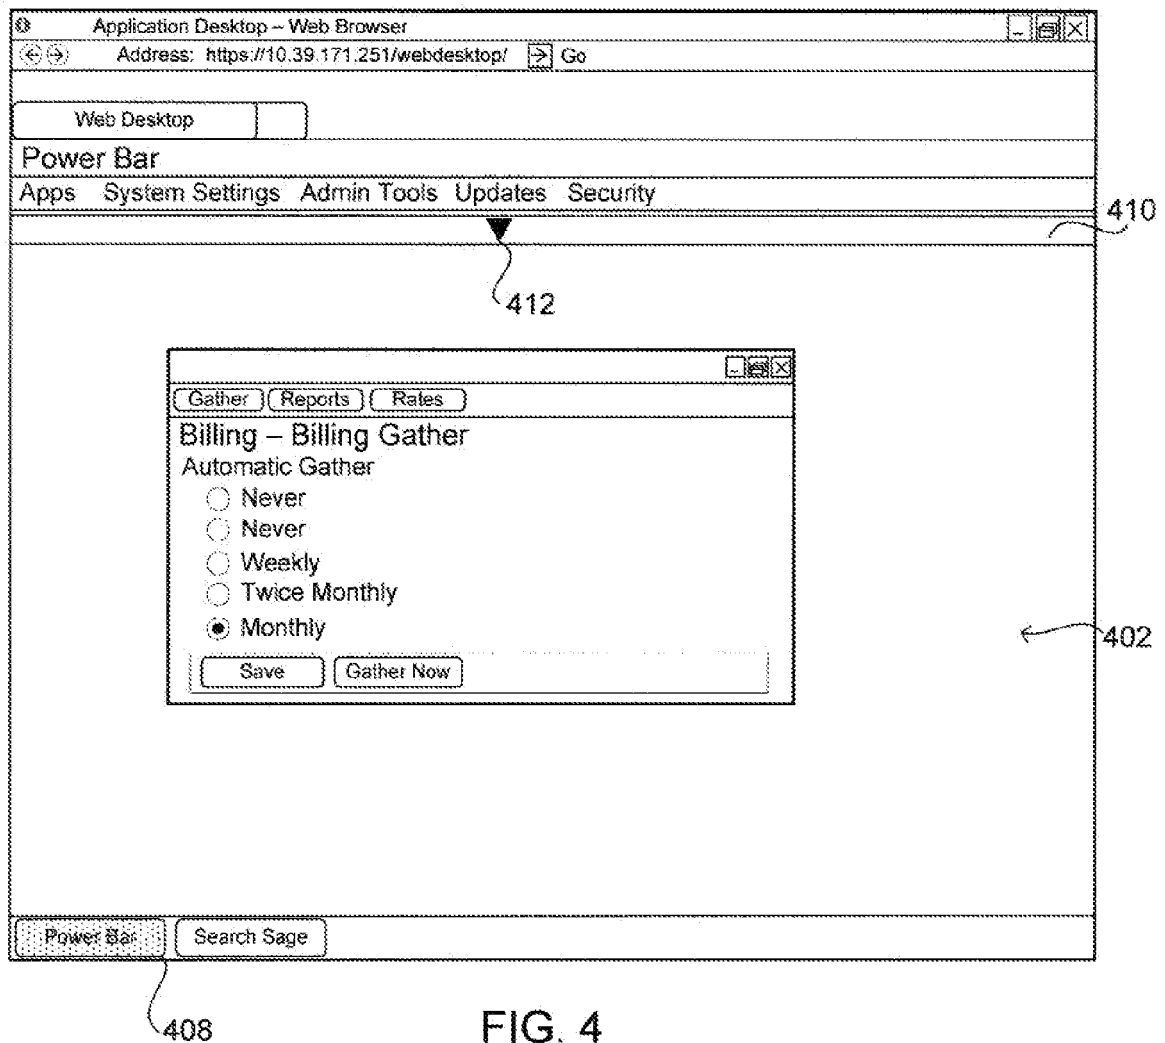 Application Desktop – Web Browser
Address: https://10.39.171.251/webdesktop/ Go
Web Desktop
Power Bar
Apps System Settings Admin Tools Updates Security
410
412
Gather Reports Rates
Billing – Billing Gather
Automatic Gather
Never
Never
Weekly
Twice Monthly
Monthly
402
Save Gather Now
Power Bar Search Sage
408
FIG. 4